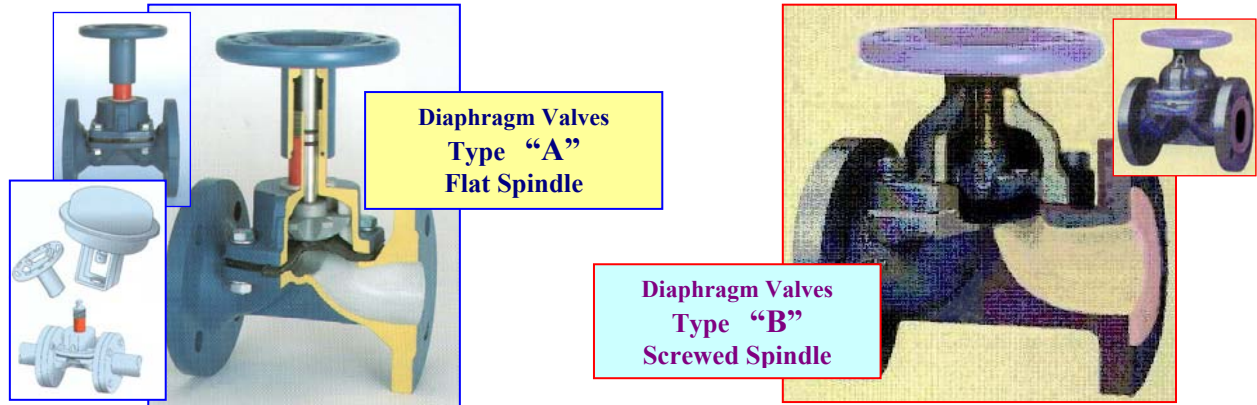 Diaphragm Valves
Type “A”
Flat Spindle
Diaphragm Valves
Type “B”
Screwed Spindle